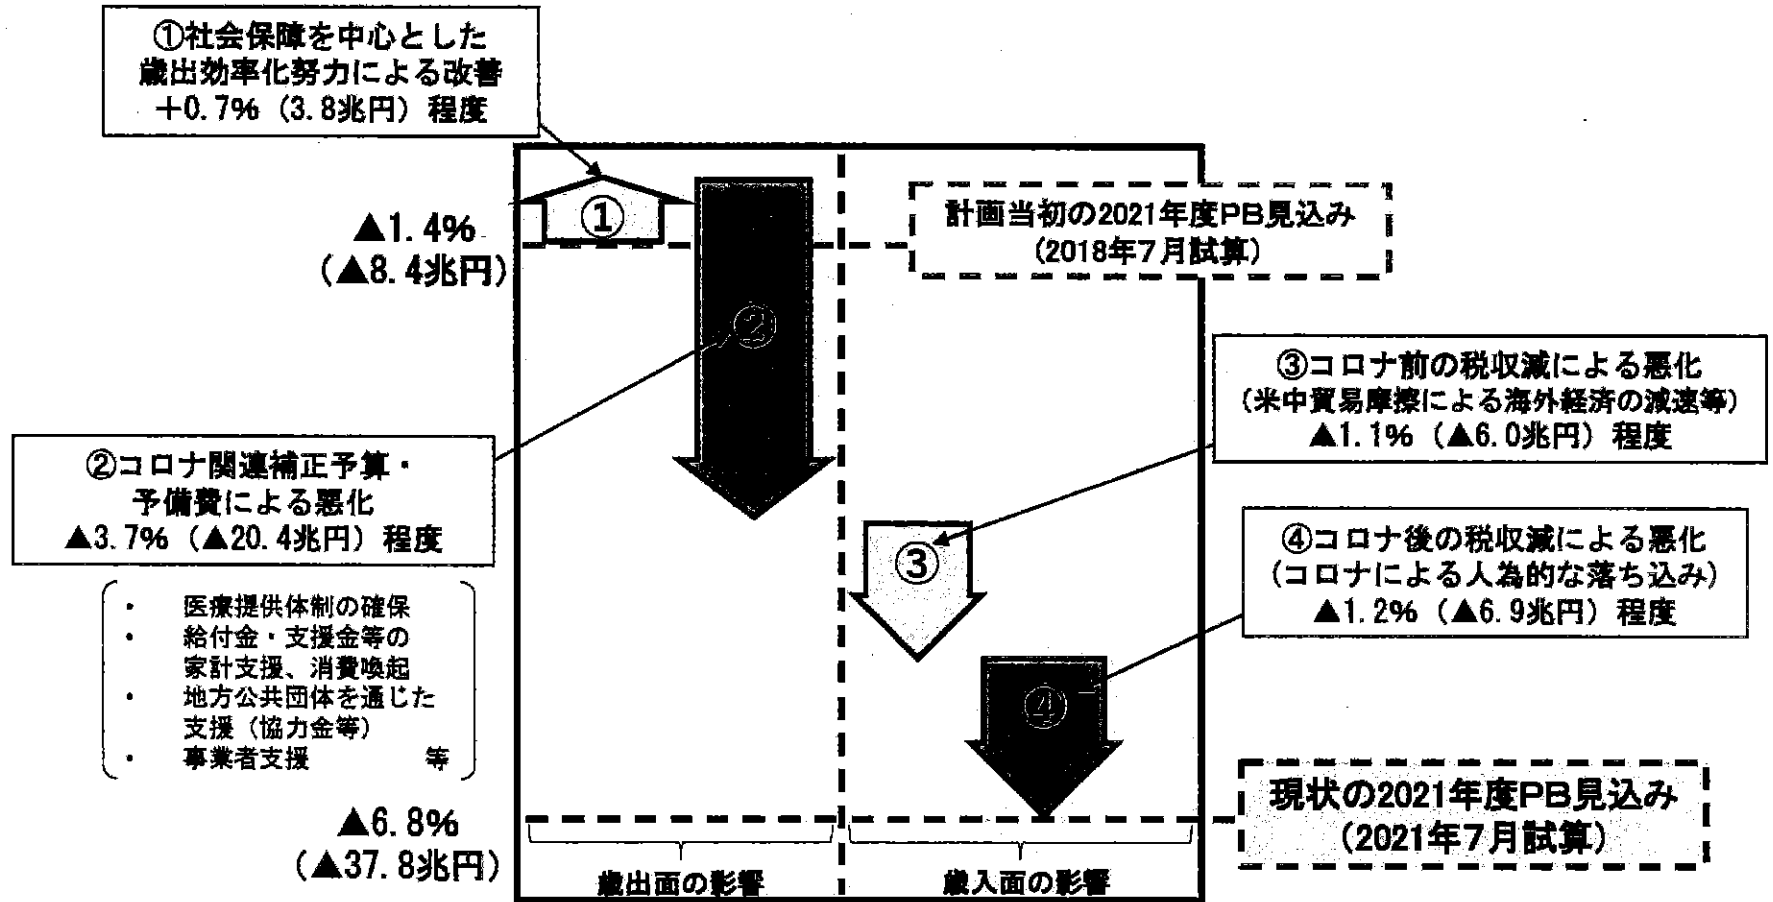 ①社会保障を中心とした
歳出効率化努力による改善
＋0.7%（3.8兆円）程度
①
▲1.4%
（▲8.4兆円）
計画当初の2021年度PB見込み
（2018年7月試算）
②
③コロナ前の税収減による悪化
（米中貿易摩擦による海外経済の減速等）
▲1.1%（▲6.0兆円）程度
②コロナ関連補正予算・
予備費による悪化
▲3.7%（▲20.4兆円）程度
③
④コロナ後の税収減による悪化
（コロナによる人為的な落ち込み）
▲1.2%（▲6.9兆円）程度
・ 医療提供体制の確保
・ 給付金・支援金等の
家計支援、消費喚起
・ 地方公共団体を通じた
支援（協力金等）
・ 事業者支援 等
④
▲6.8%
（▲37.8兆円）
現状の2021年度PB見込み
（2021年7月試算）
歳出面の影響
歳入面の影響